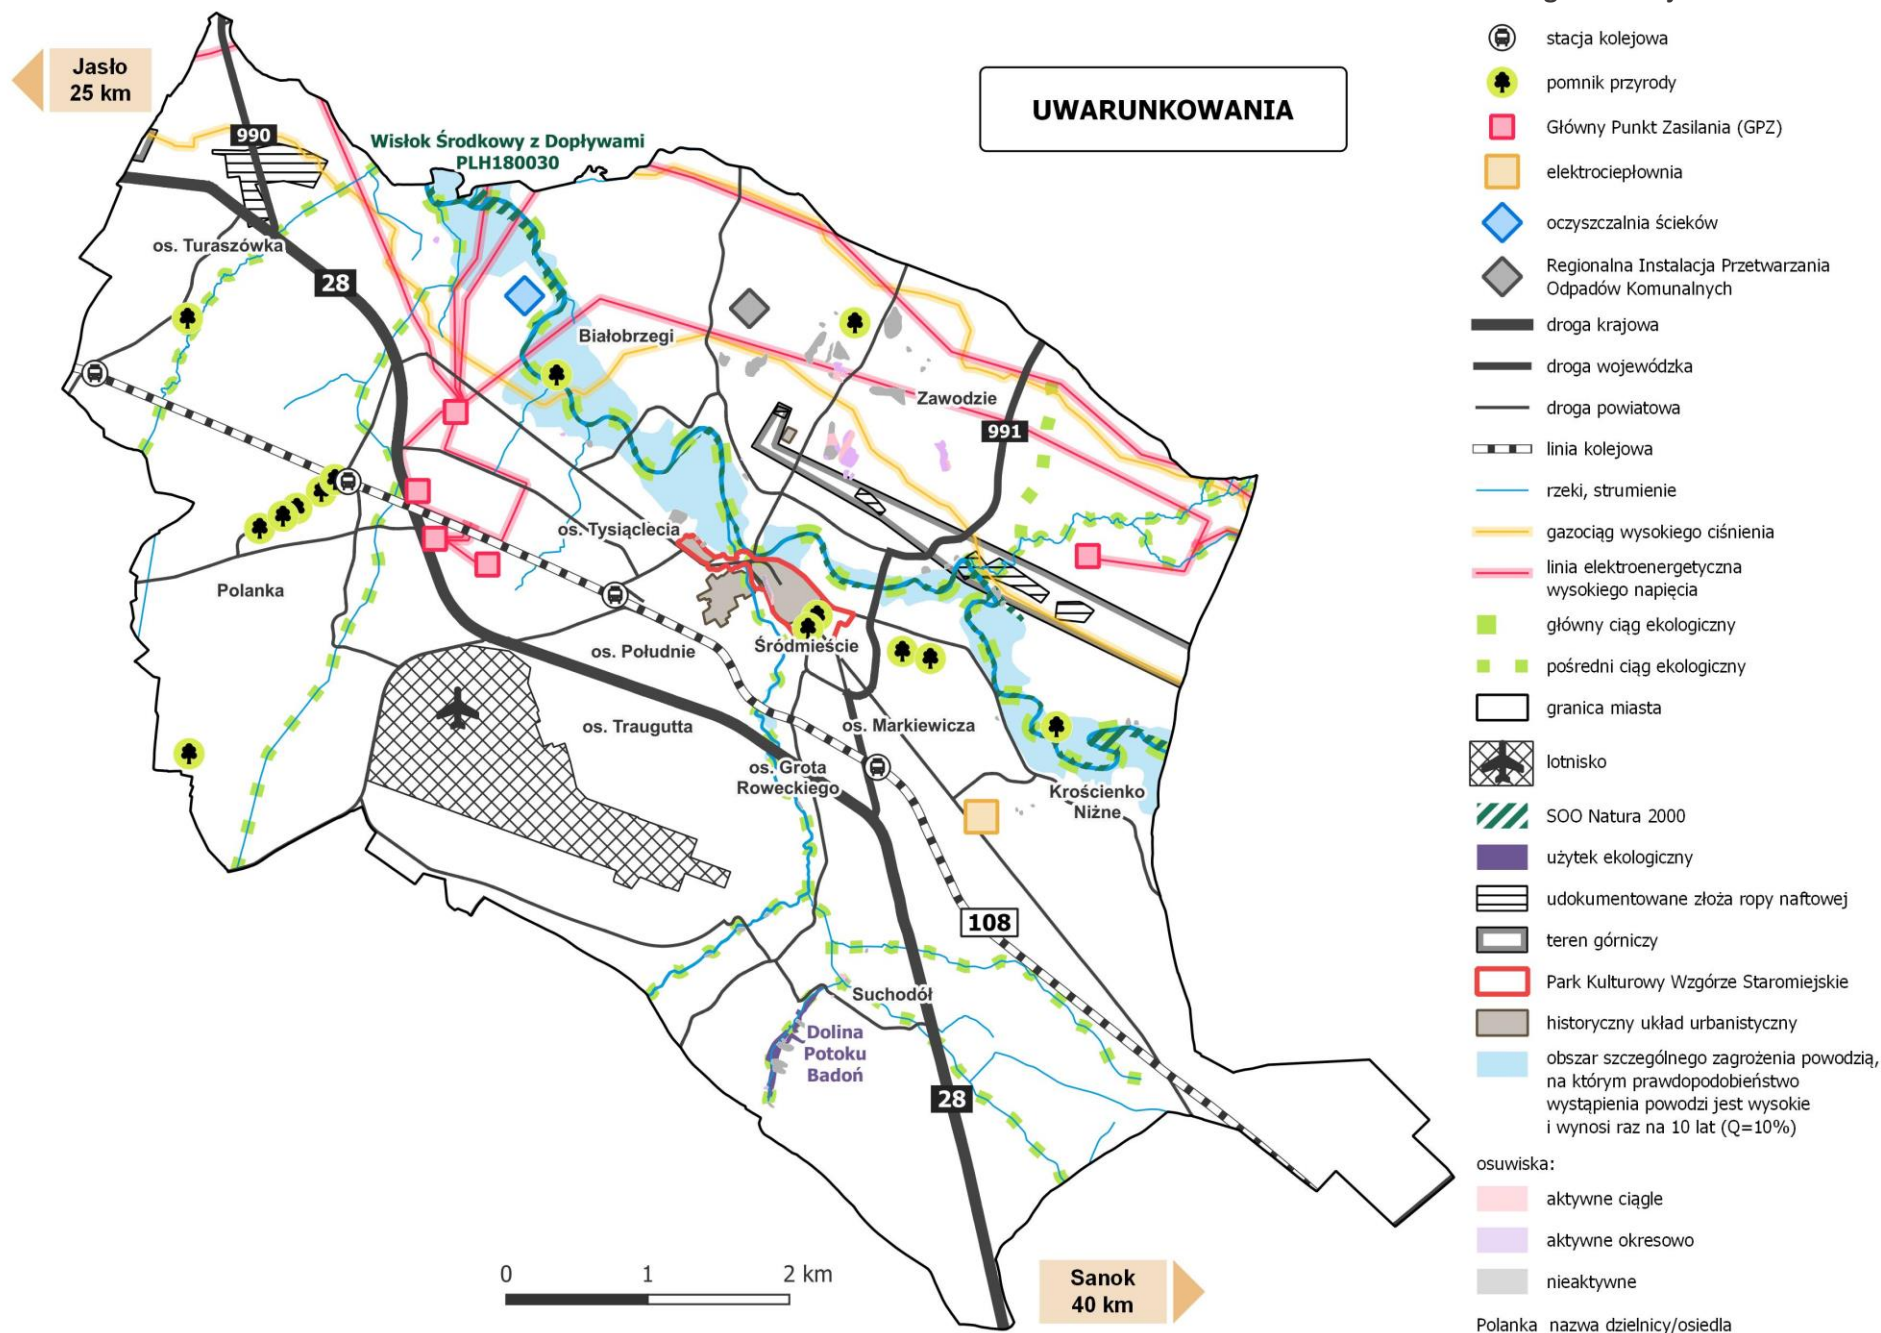 Jasło
25 km
UWARUNKOWANIA
990
Wisłok Środkowy z Dopływami
PLH180030
os. Turaszówka
28
Białobrzegi
Zawodzie
991
os. Tysiąclecia
Polanka
os. Południe
Śródmieście
os. Traugutta
os. Markiewicza
os. Grota
Roweckiego
Krościenko
Niżne
108
Suchodół
Dolina
Potoku
Badoń
28
0 1 2 km
Sanok
40 km
stacja kolejowa
pomnik przyrody
Główny Punkt Zasilania (GPZ)
elektrociepłownia
oczyszczalnia ścieków
Regionalna Instalacja Przetwarzania
Odpadów Komunalnych
droga krajowa
droga wojewódzka
droga powiatowa
linia kolejowa
rzeki, strumienie
gazociąg wysokiego ciśnienia
linia elektroenergetyczna
wysokiego napięcia
główny ciąg ekologiczny
pośredni ciąg ekologiczny
granica miasta
lotnisko
SOO Natura 2000
użytek ekologiczny
udokumentowane złoża ropy naftowej
teren górniczy
Park Kulturowy Wzgórze Staromiejskie
historyczny układ urbanistyczny
obszar szczególnego zagrożenia powodzią,
na którym prawdopodobieństwo
wystąpienia powodzi jest wysokie
i wynosi raz na 10 lat (Q=10%)
osuwiska:
aktywne ciągle
aktywne okresowo
nieaktywne
Polanka nazwa dzielnicy/osiedla